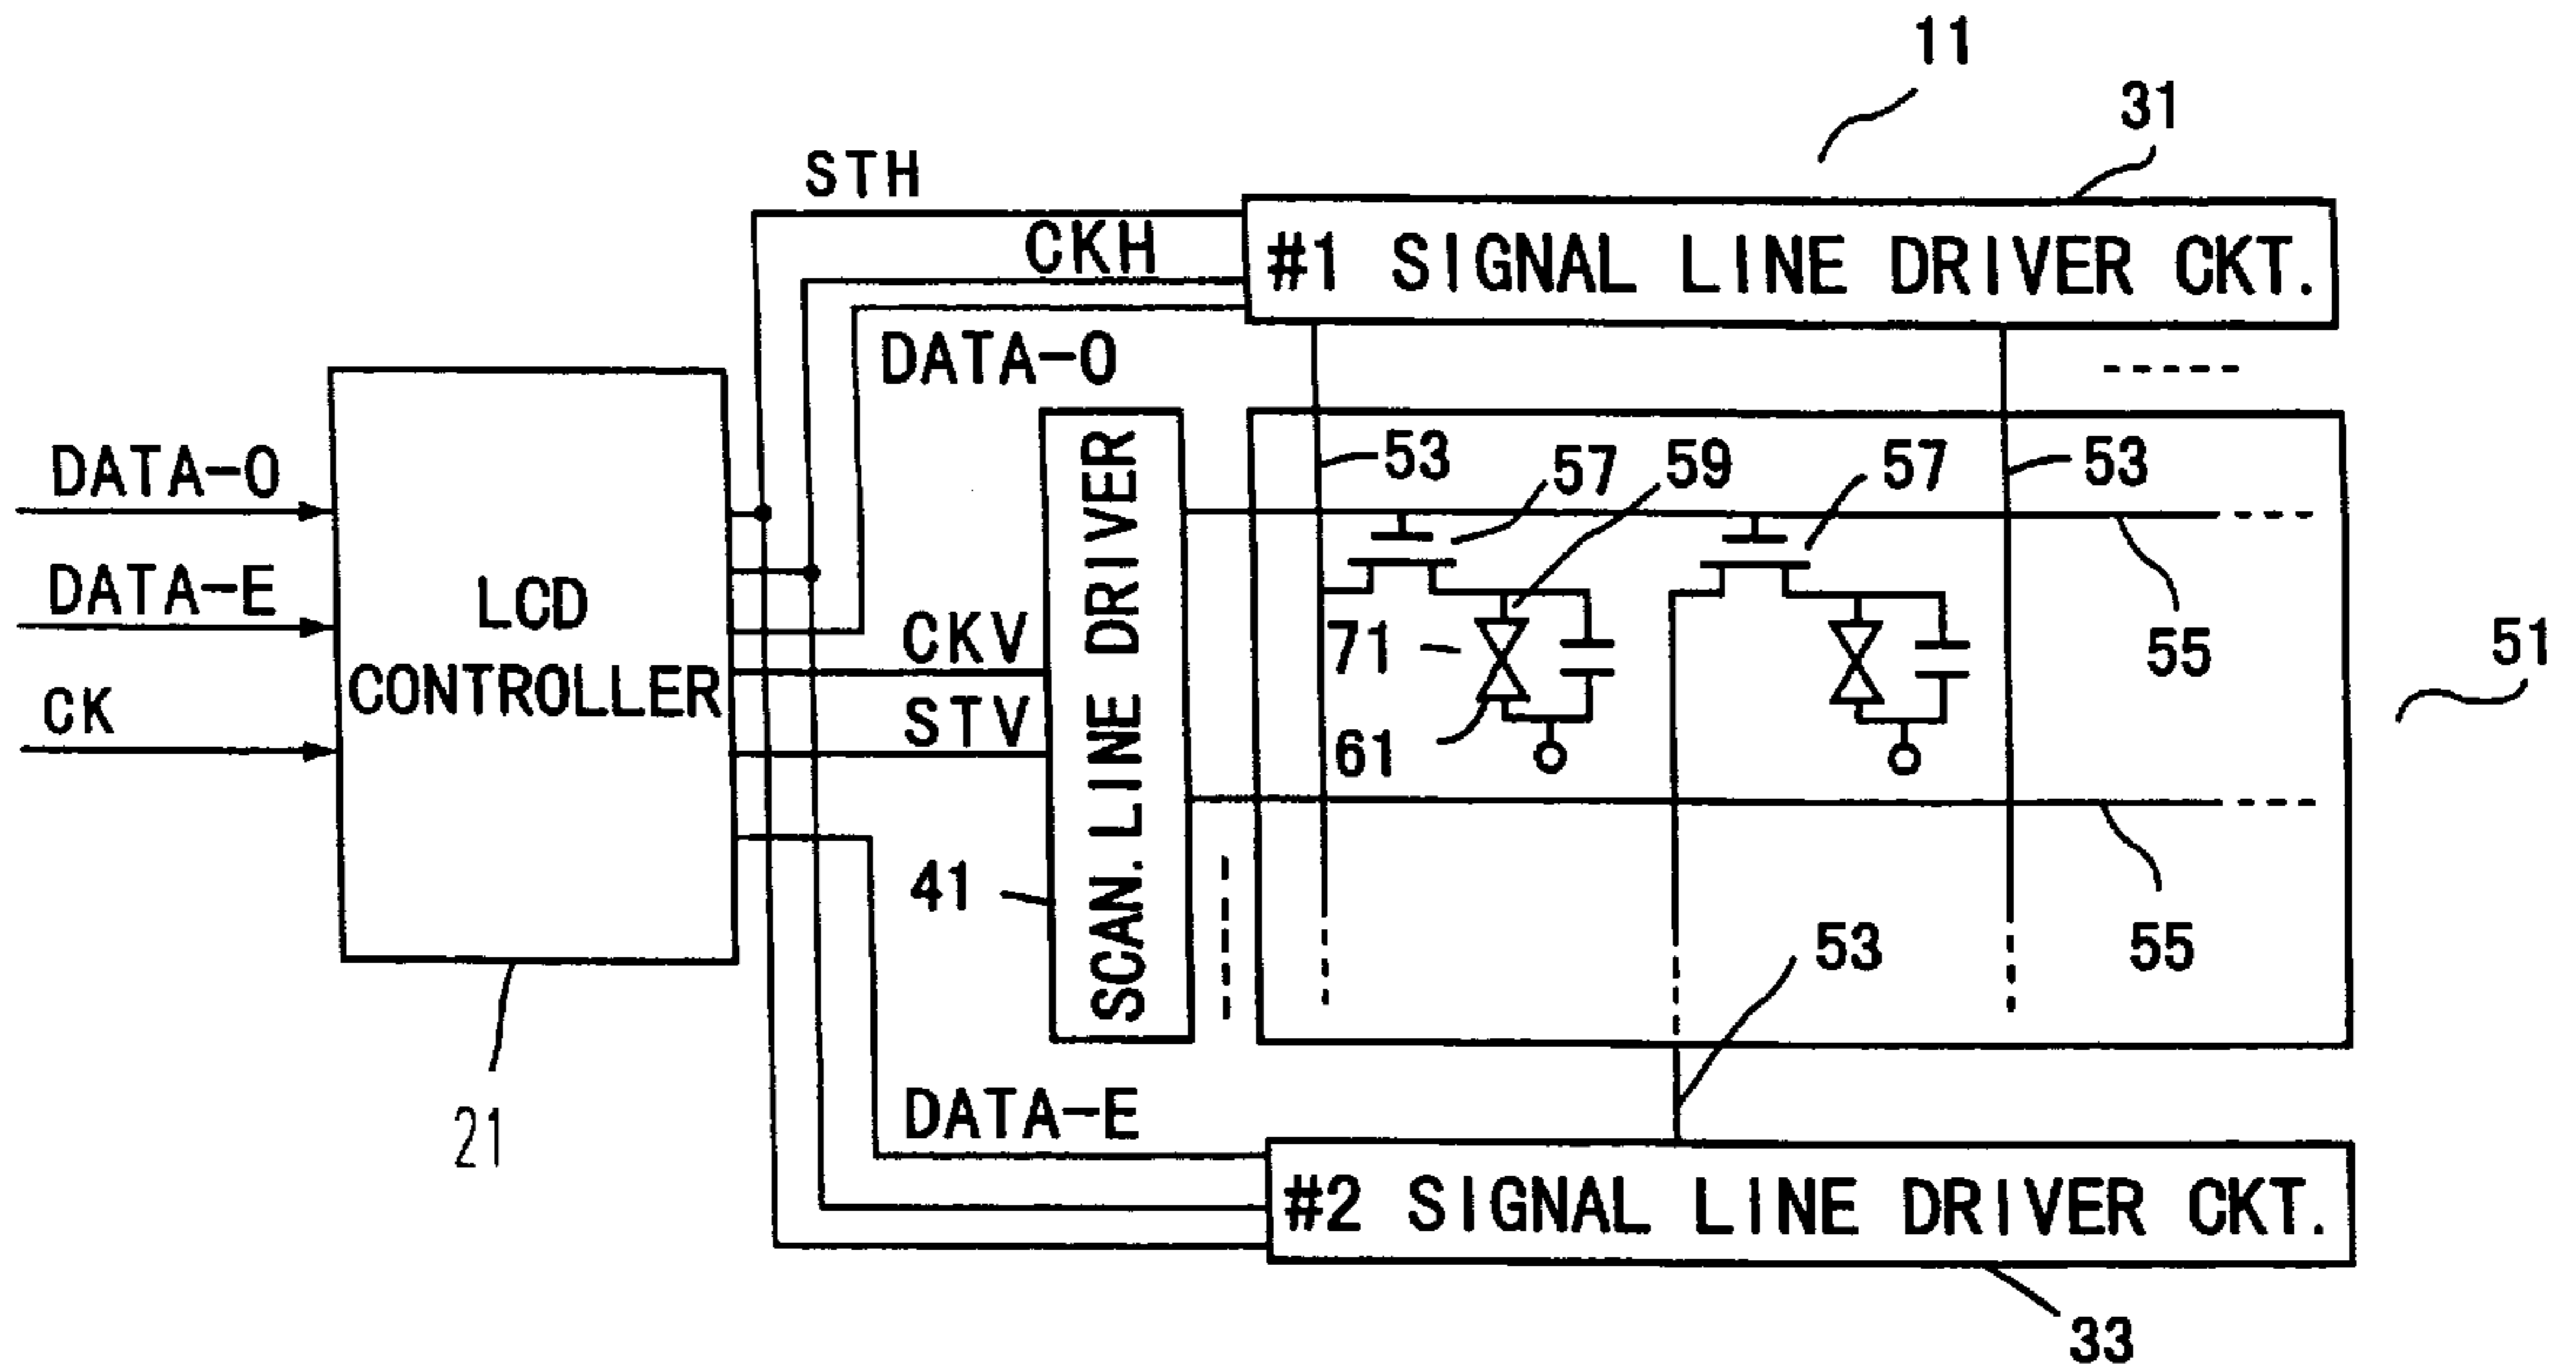 11
31
STH
CKH
#1 SIGNAL LINE DRIVER CKT.
DATA-O
DATA-O
53
57
59
57
53
DATA-E
LCD
CONTROLLER
CK
CKV
STV
SCAN. LINE DRIVER
71
61
55
51
41
53
55
21
DATA-E
#2 SIGNAL LINE DRIVER CKT.
33